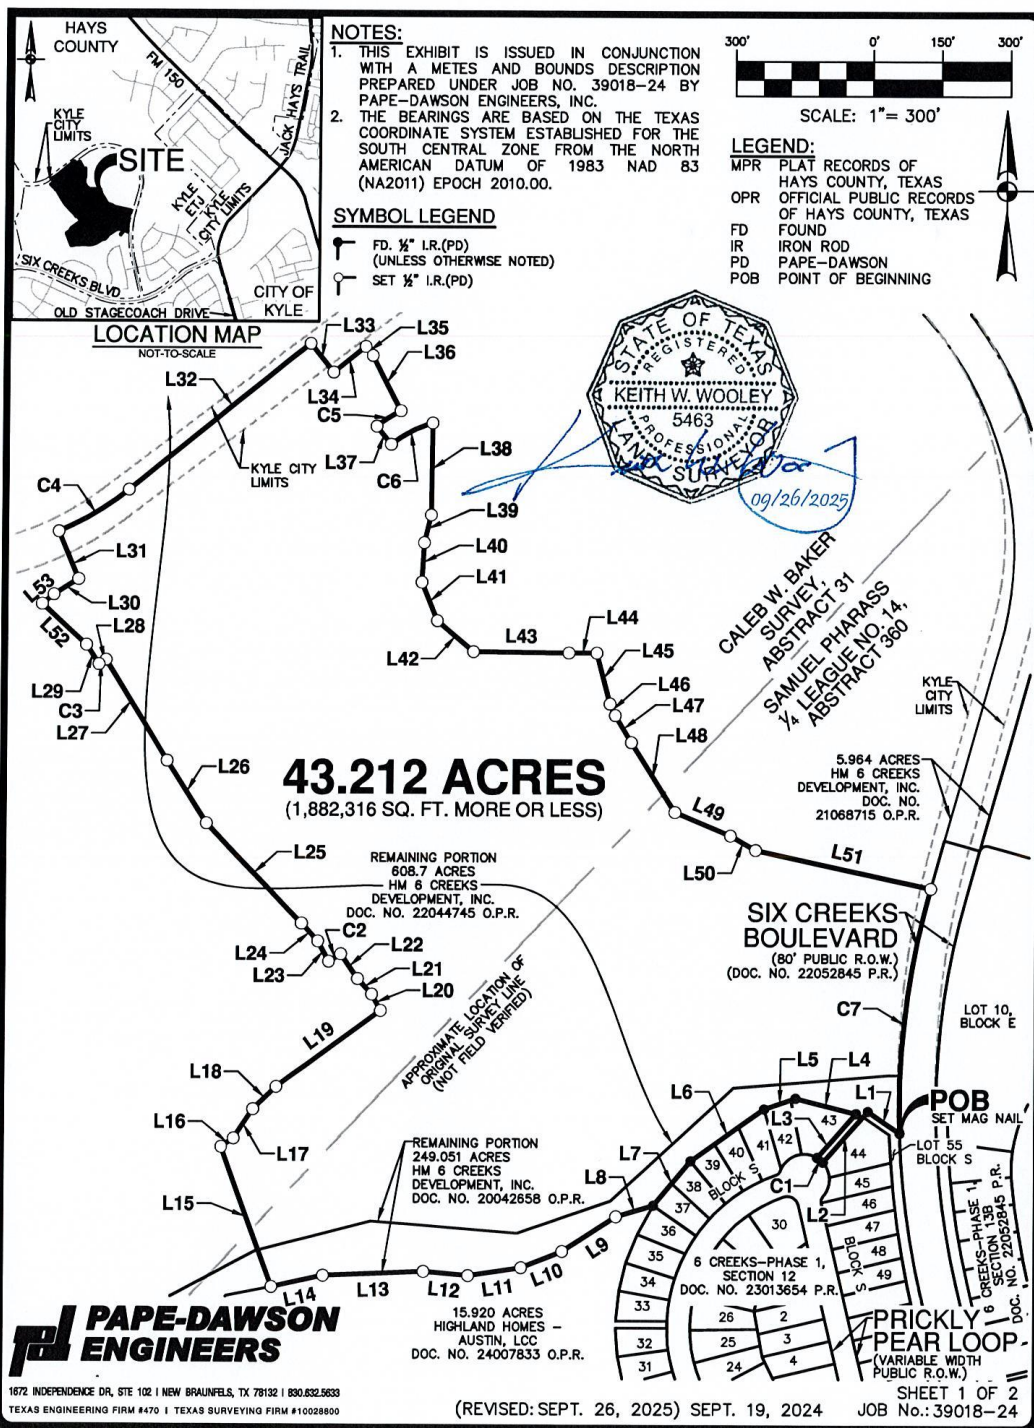 HAYS
COUNTY
FM 150
JACK HAYS TRAIL
KYLE
CITY
LIMITS
SITE
KYLE
ETJ
KYLE
CITY LIMITS
SIX CREEKS BLVD
CITY OF
KYLE
OLD STAGECOACH DRIVE
LOCATION MAP
NOT-TO-SCALE
NOTES:
1. THIS EXHIBIT IS ISSUED IN CONJUNCTION
WITH A METES AND BOUNDS DESCRIPTION
PREPARED UNDER JOB NO. 39018-24 BY
PAPE-DAWSON ENGINEERS, INC.
2. THE BEARINGS ARE BASED ON THE TEXAS
COORDINATE SYSTEM ESTABLISHED FOR THE
SOUTH CENTRAL ZONE FROM THE NORTH
AMERICAN DATUM OF 1983 NAD 83
(NA2011) EPOCH 2010.00.
SYMBOL LEGEND
FD. ½" I.R.(PD)
(UNLESS OTHERWISE NOTED)
SET ½" I.R.(PD)
300' 0' 150' 300'
SCALE: 1"= 300'
LEGEND:
MPR PLAT RECORDS OF
HAYS COUNTY, TEXAS
OPR OFFICIAL PUBLIC RECORDS
OF HAYS COUNTY, TEXAS
FD FOUND
IR IRON ROD
PD PAPE-DAWSON
POB POINT OF BEGINNING
STATE OF TEXAS
REGISTERED
KEITH W. WOOLEY
5463
PROFESSIONAL
LAND SURVEYOR
09/26/2025
L33
L35
L36
L32
L34
C5
L37
C6
L38
KYLE CITY
LIMITS
C4
L39
L40
L31
L41
L53
L30
L52
L28
L42
L43
L44
L45
L29
C3
L27
L46
L47
L48
L26
CALEB W. BAKER
SURVEY,
ABSTRACT 31
SAMUEL PHARASS
¼ LEAGUE NO. 14,
ABSTRACT 360
KYLE
CITY
LIMITS
43.212 ACRES
(1,882,316 SQ. FT. MORE OR LESS)
5.964 ACRES
HM 6 CREEKS
DEVELOPMENT, INC.
DOC. NO.
21068715 O.P.R.
L49
L50
L51
L25
REMAINING PORTION
608.7 ACRES
HM 6 CREEKS
DEVELOPMENT, INC.
DOC. NO. 22044745 O.P.R.
SIX CREEKS
BOULEVARD
(80' PUBLIC R.O.W.)
(DOC. NO. 22052845 P.R.)
L24
C2
L22
L23
L21
L20
L19
APPROXIMATE LOCATION OF
ORIGINAL SURVEY LINE
(NOT FIELD VERIFIED)
C7
LOT 10,
BLOCK E
L18
L16
L17
L15
L5
L4
L6
L3
L1
POB
SET MAG NAIL
LOT 55
BLOCK S
L7
L8
C1
L2
REMAINING PORTION
249.051 ACRES
HM 6 CREEKS
DEVELOPMENT, INC.
DOC. NO. 20042658 O.P.R.
43
42
41
40
39
38
37
36
35
34
33
32
31
BLOCK S
44
45
46
47
48
49
BLOCK S
30
26
25
24
2
3
4
6 CREEKS-PHASE 1,
SECTION 12
DOC. NO. 23013654 P.R.
6 CREEKS-PHASE 1,
SECTION 13B
DOC. NO. 22052845 P.R.
L9
L10
L11
L12
L13
L14
15.920 ACRES
HIGHLAND HOMES -
AUSTIN, LCC
DOC. NO. 24007833 O.P.R.
PRICKLY
PEAR LOOP
(VARIABLE WIDTH
PUBLIC R.O.W.)
PAPE-DAWSON
ENGINEERS
1672 INDEPENDENCE DR, STE 102 | NEW BRAUNFELS, TX 78132 | 830.632.5633
TEXAS ENGINEERING FIRM #470 | TEXAS SURVEYING FIRM #10028800
(REVISED: SEPT. 26, 2025) SEPT. 19, 2024
SHEET 1 OF 2
JOB No.: 39018-24